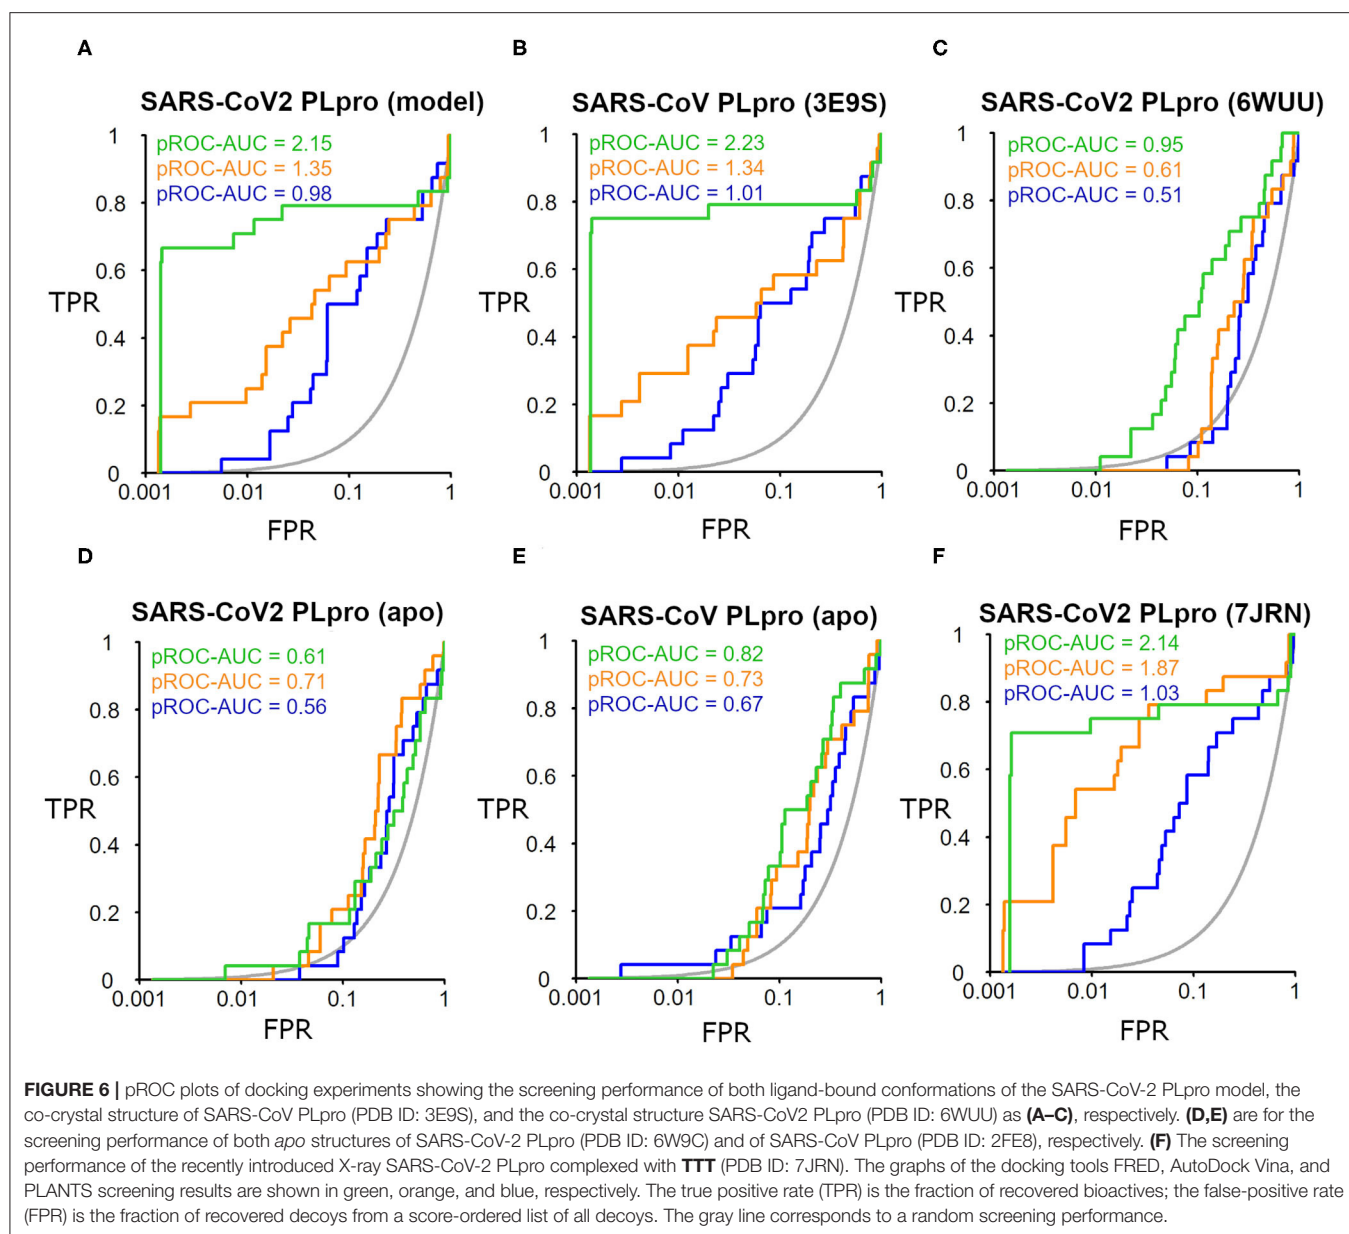 A
SARS-CoV2 PLpro (model)
pROC-AUC = 2.15
pROC-AUC = 1.35
pROC-AUC = 0.98
1
0.8
0.6
TPR
0.4
0.2
0
0.001
0.01
0.1
1
FPR
B
SARS-CoV PLpro (3E9S)
pROC-AUC = 2.23
pROC-AUC = 1.34
pROC-AUC = 1.01
1
0.8
0.6
TPR
0.4
0.2
0
0.001
0.01
0.1
1
FPR
C
SARS-CoV2 PLpro (6WUU)
pROC-AUC = 0.95
pROC-AUC = 0.61
pROC-AUC = 0.51
1
0.8
0.6
TPR
0.4
0.2
0
0.001
0.01
0.1
1
FPR
D
SARS-CoV2 PLpro (apo)
pROC-AUC = 0.61
pROC-AUC = 0.71
pROC-AUC = 0.56
1
0.8
0.6
TPR
0.4
0.2
0
0.001
0.01
0.1
1
FPR
E
SARS-CoV PLpro (apo)
pROC-AUC = 0.82
pROC-AUC = 0.73
pROC-AUC = 0.67
1
0.8
0.6
TPR
0.4
0.2
0
0.001
0.01
0.1
1
FPR
F
SARS-CoV2 PLpro (7JRN)
pROC-AUC = 2.14
pROC-AUC = 1.87
pROC-AUC = 1.03
1
0.8
0.6
TPR
0.4
0.2
0
0.001
0.01
0.1
1
FPR
FIGURE 6 | pROC plots of docking experiments showing the screening performance of both ligand-bound conformations of the SARS-CoV-2 PLpro model, the
co-crystal structure of SARS-CoV PLpro (PDB ID: 3E9S), and the co-crystal structure SARS-CoV2 PLpro (PDB ID: 6WUU) as (A–C), respectively. (D,E) are for the
screening performance of both apo structures of SARS-CoV-2 PLpro (PDB ID: 6W9C) and of SARS-CoV PLpro (PDB ID: 2FE8), respectively. (F) The screening
performance of the recently introduced X-ray SARS-CoV-2 PLpro complexed with TTT (PDB ID: 7JRN). The graphs of the docking tools FRED, AutoDock Vina, and
PLANTS screening results are shown in green, orange, and blue, respectively. The true positive rate (TPR) is the fraction of recovered bioactives; the false-positive rate
(FPR) is the fraction of recovered decoys from a score-ordered list of all decoys. The gray line corresponds to a random screening performance.